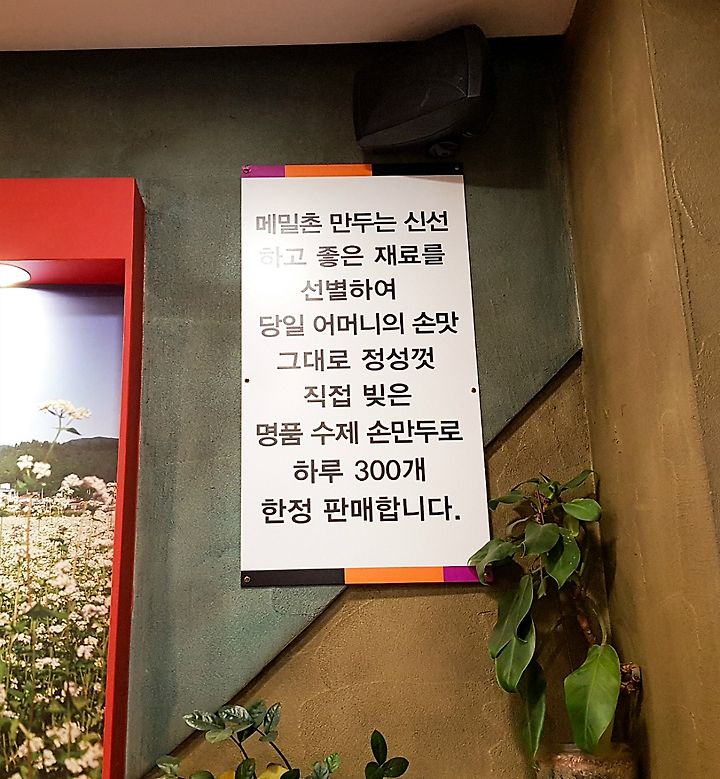 메밀촌 만두는 신선
하고 좋은 재료를
선별하여
당일 어머니의 손맛
그대로 정성껏
직접 빚은
명품 수제 손만두로
하루 300개
한정 판매합니다.